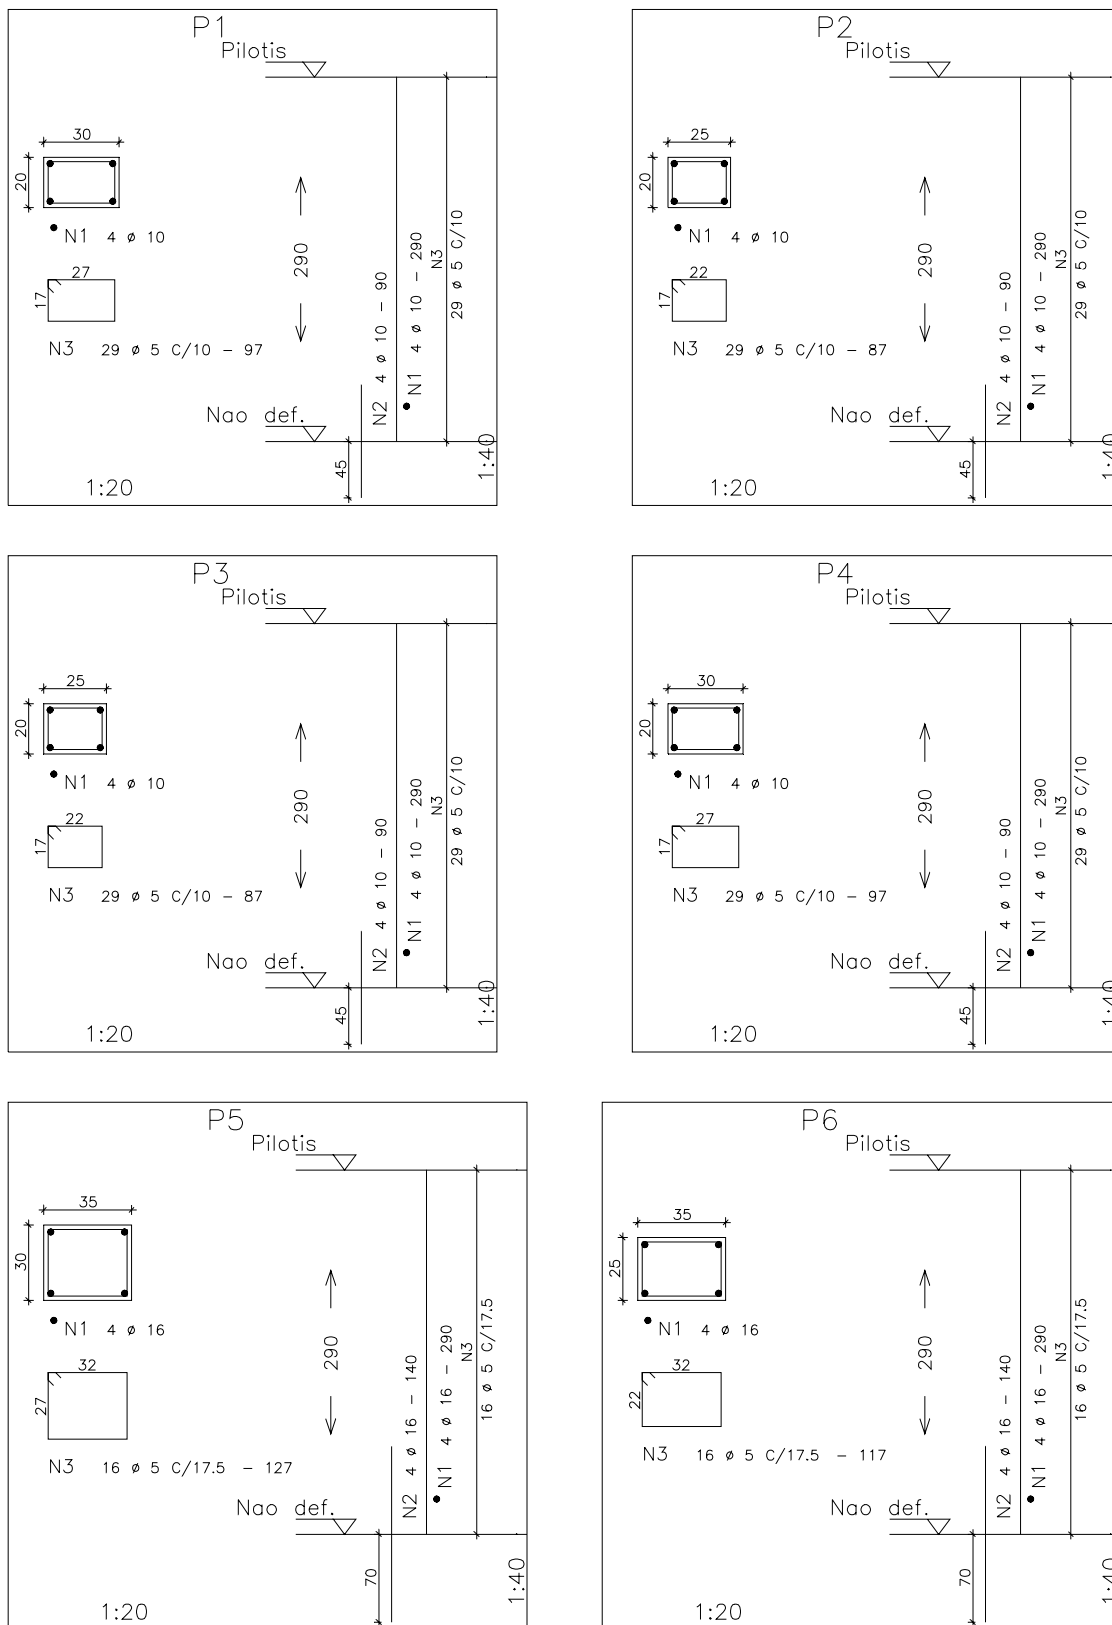 P1
Pilotis
30
20
N1 4 ø 10
27
17
N3 29 ø 5 C/10 - 97
290
N2 4 ø 10 - 90
N1 4 ø 10 - 290
N3
29 ø 5 C/10
Nao def.
45
1:20
1:40
P2
Pilotis
25
20
N1 4 ø 10
22
17
N3 29 ø 5 C/10 - 87
290
N2 4 ø 10 - 90
N1 4 ø 10 - 290
N3
29 ø 5 C/10
Nao def.
45
1:20
1:40
P3
Pilotis
25
20
N1 4 ø 10
22
17
N3 29 ø 5 C/10 - 87
290
N2 4 ø 10 - 90
N1 4 ø 10 - 290
N3
29 ø 5 C/10
Nao def.
45
1:20
1:40
P4
Pilotis
30
20
N1 4 ø 10
27
17
N3 29 ø 5 C/10 - 97
290
N2 4 ø 10 - 90
N1 4 ø 10 - 290
N3
29 ø 5 C/10
Nao def.
45
1:20
1:40
P5
Pilotis
35
30
N1 4 ø 16
32
27
N3 16 ø 5 C/17.5 - 127
290
N2 4 ø 16 - 140
N1 4 ø 16 - 290
N3
16 ø 5 C/17.5
Nao def.
70
1:20
1:40
P6
Pilotis
35
25
N1 4 ø 16
32
22
N3 16 ø 5 C/17.5 - 117
290
N2 4 ø 16 - 140
N1 4 ø 16 - 290
N3
16 ø 5 C/17.5
Nao def.
70
1:20
1:40